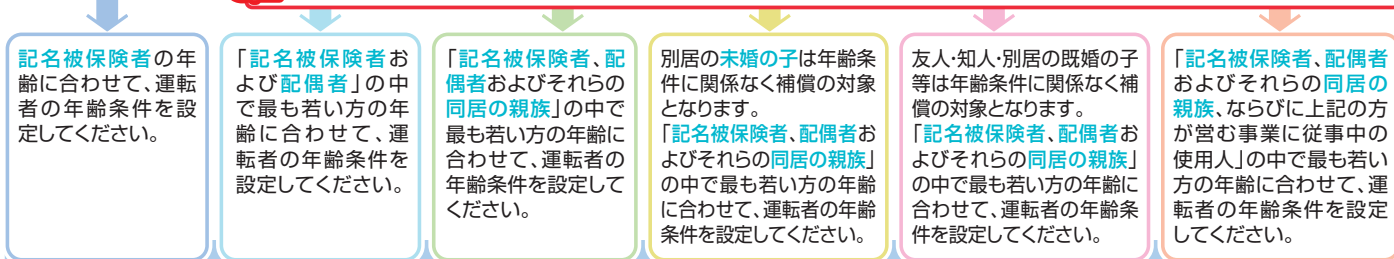 記名被保険者の年
齢に合わせて、運転
者の年齢条件を設
定してください。
「記名被保険者お
よび配偶者」の中
で最も若い方の年
齢に合わせて、運
転者の年齢条件を
設定してください。
「記名被保険者、配
偶者およびそれらの
同居の親族」の中で
最も若い方の年齢に
合わせて、運転者の
年齢条件を設定して
ください。
別居の未婚の子は年齢条
件に関係なく補償の対象
となります。
「記名被保険者、配偶者お
よびそれらの同居の親族」
の中で最も若い方の年齢
に合わせて、運転者の年齢
条件を設定してください。
友人・知人・別居の既婚の子
等は年齢条件に関係なく補
償の対象となります。
「記名被保険者、配偶者お
よびそれらの同居の親族」
の中で最も若い方の年齢に
合わせて、運転者の年齢条
件を設定してください。
「記名被保険者、配偶者
およびそれらの同居の
親族、ならびに上記の方
が営む事業に従事中の
使用人」の中で最も若い
方の年齢に合わせて、運
転者の年齢条件を設定
してください。